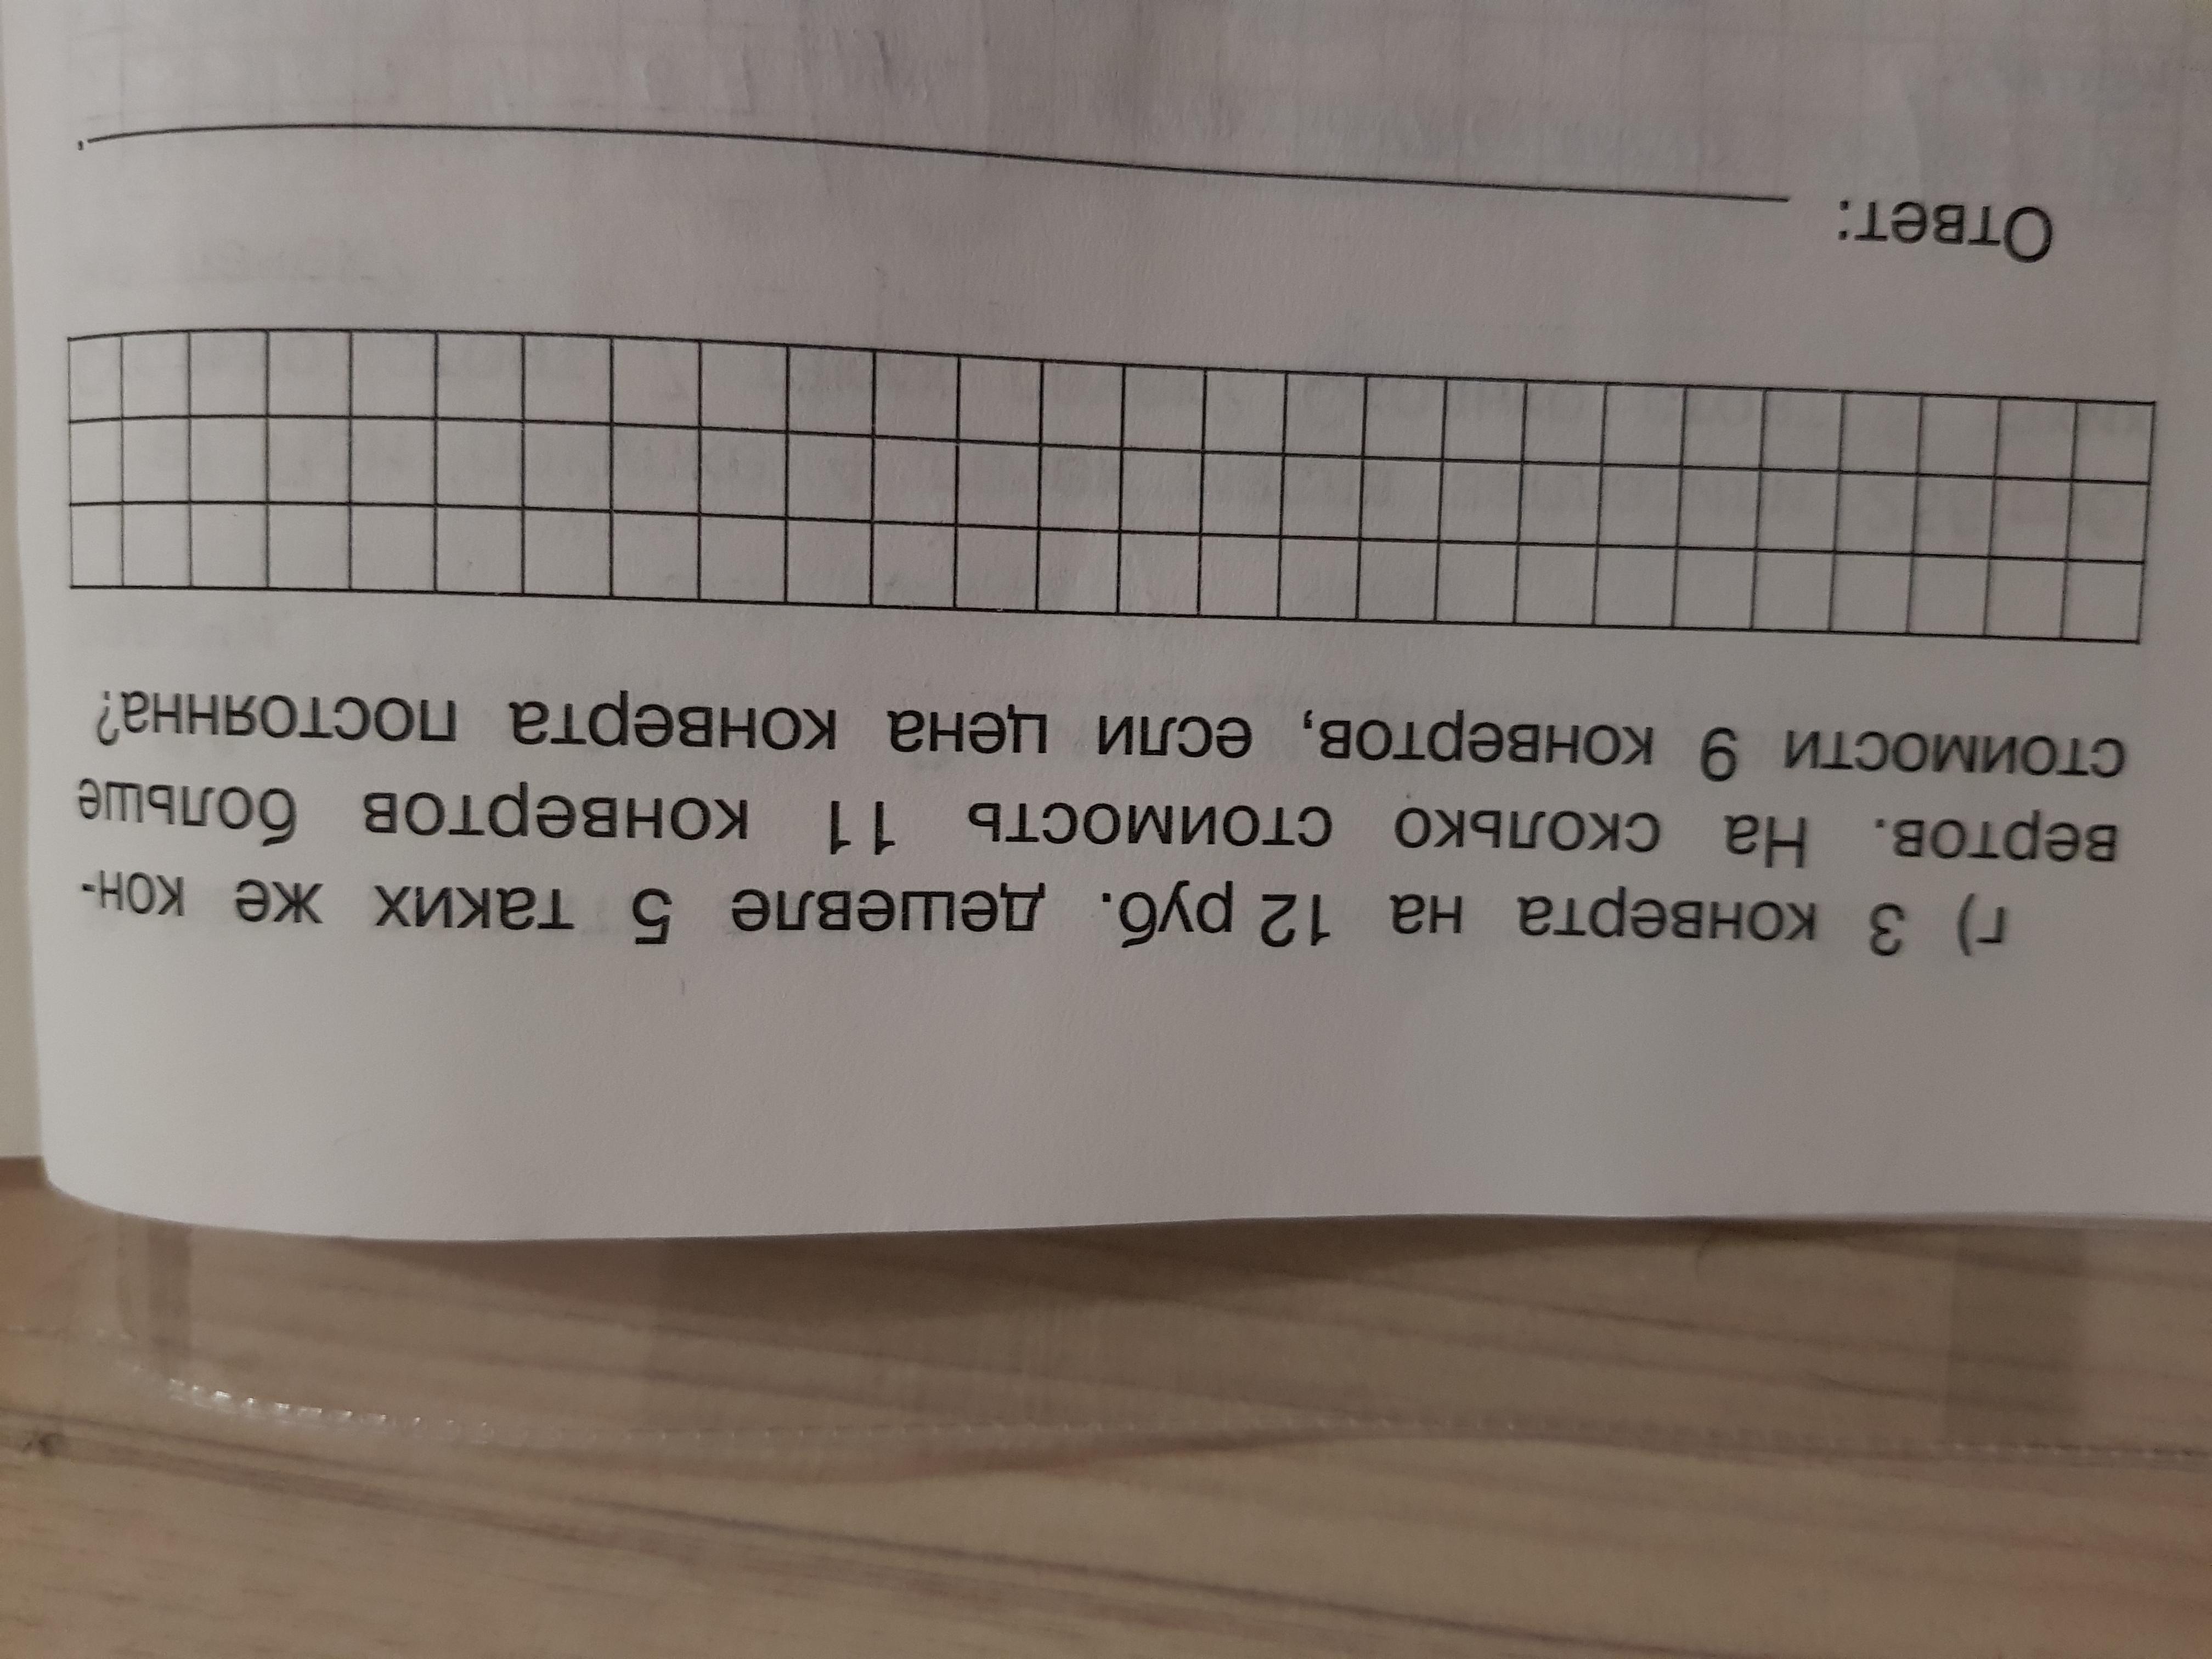 г) 3 конверта на 12 руб. дешевле 5 таких же кон-
вертов. На сколько стоимость 11 конвертов больше
стоимости 9 конвертов, если цена конверта постоянна?
Ответ: .